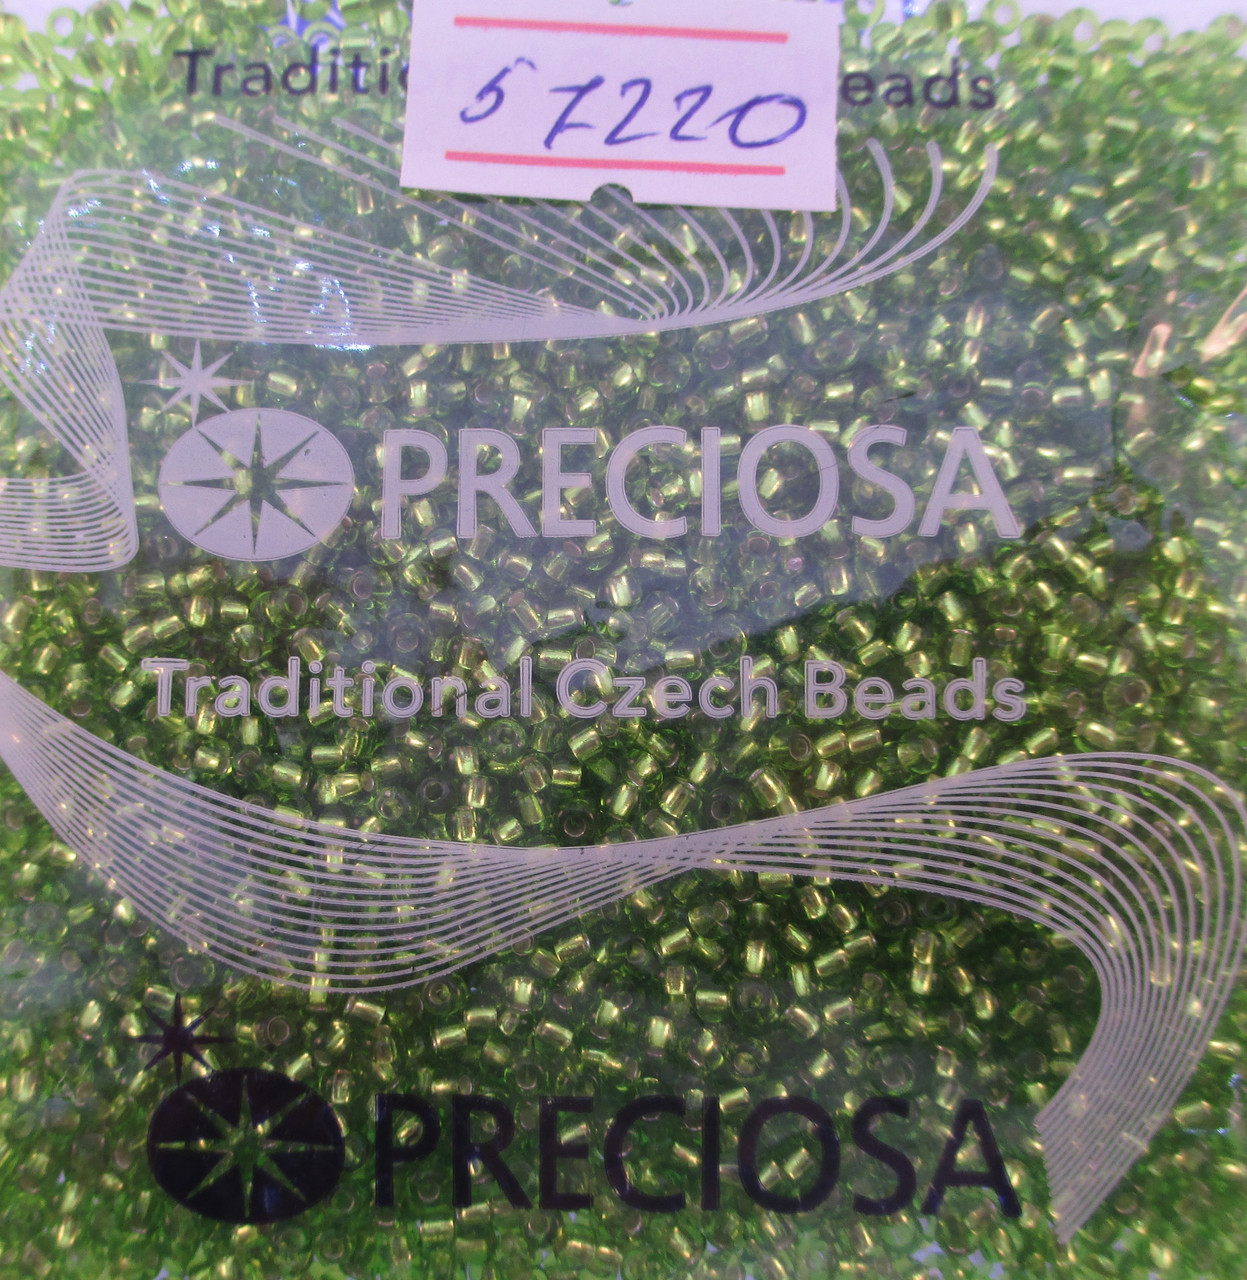 Traditi eads
57220
PRECIOSA
Traditional Czech Beads
PRECIOSA